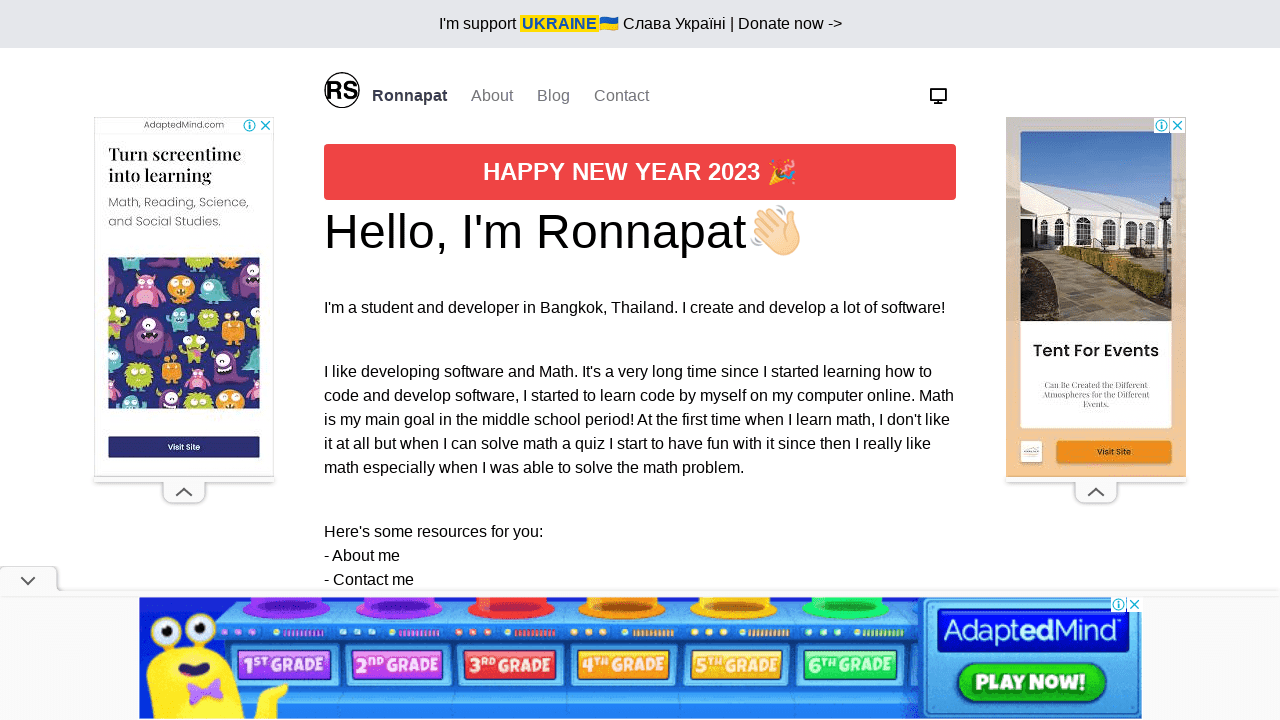 I'm support UKRAINE🇺🇦 Слава Україні | Donate now ->
RS Ronnapat About Blog Contact
AdaptedMind.com
Turn screentime
into learning
Math, Reading, Science,
and Social Studies.
Visit Site
HAPPY NEW YEAR 2023 🎉
Hello, I'm Ronnapat👋🏻
I'm a student and developer in Bangkok, Thailand. I create and develop a lot of software!
I like developing software and Math. It's a very long time since I started learning how to
code and develop software, I started to learn code by myself on my computer online. Math
is my main goal in the middle school period! At the first time when I learn math, I don't like
it at all but when I can solve math a quiz I start to have fun with it since then I really like
math especially when I was able to solve the math problem.
Here's some resources for you:
- About me
- Contact me
Tent For Events
Can Be Created the Different
Atmospheres for the Different
Events.
Visit Site
1ST GRADE 2ND GRADE 3RD GRADE 4TH GRADE 5TH GRADE 6TH GRADE
AdaptedMind™
PLAY NOW!